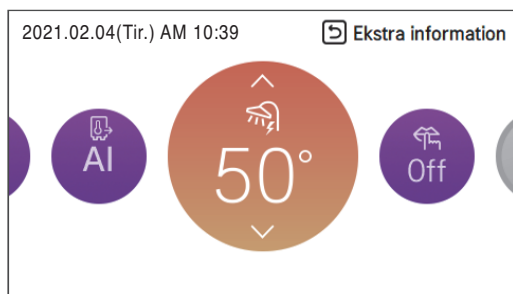 2021.02.04(Tir.) AM 10:39
Ekstra information
AI
50°
Off